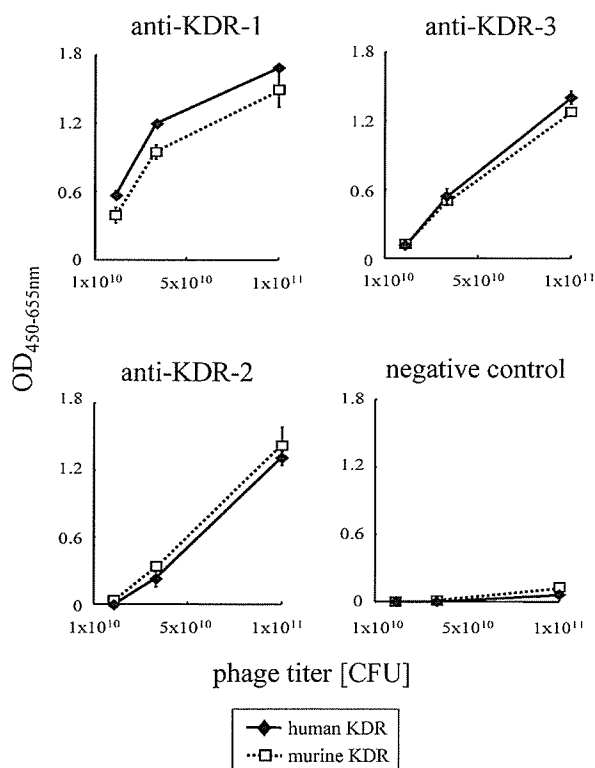 anti-KDR-1
1.8
1.2
0.6
0
1x10¹⁰ 5x10¹⁰ 1x10¹¹
anti-KDR-3
1.8
1.2
0.6
0
1x10¹⁰ 5x10¹⁰ 1x10¹¹
OD450-655nm
anti-KDR-2
1.8
1.2
0.6
0
1x10¹⁰ 5x10¹⁰ 1x10¹¹
negative control
1.8
1.2
0.6
0
1x10¹⁰ 5x10¹⁰ 1x10¹¹
phage titer [CFU]
human KDR
murine KDR